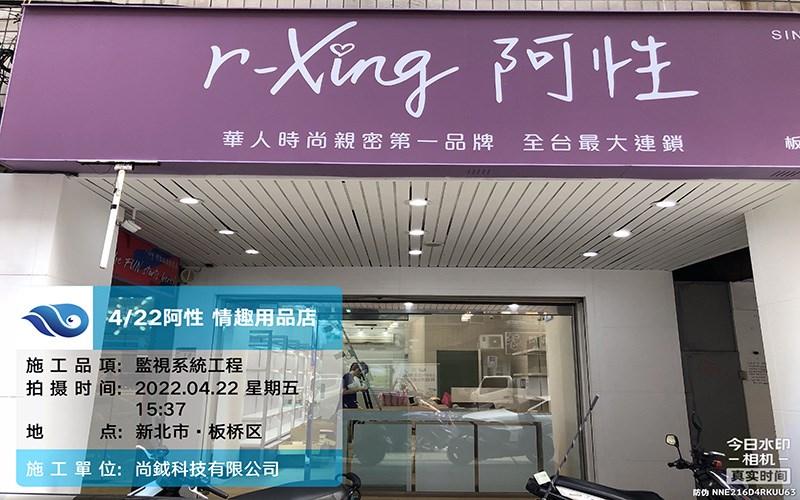 SIN
r-Xing 阿性
華人時尚親密第一品牌 全台最大連鎖
板
4/22阿性 情趣用品店
施工品項: 監視系統工程
拍摄时间: 2022.04.22 星期五
15:37
地 点: 新北市·板桥区
施工單位: 尚鉞科技有限公司
今日水印
-相机-
真实时间
防伪 NNE216D4RKUU63